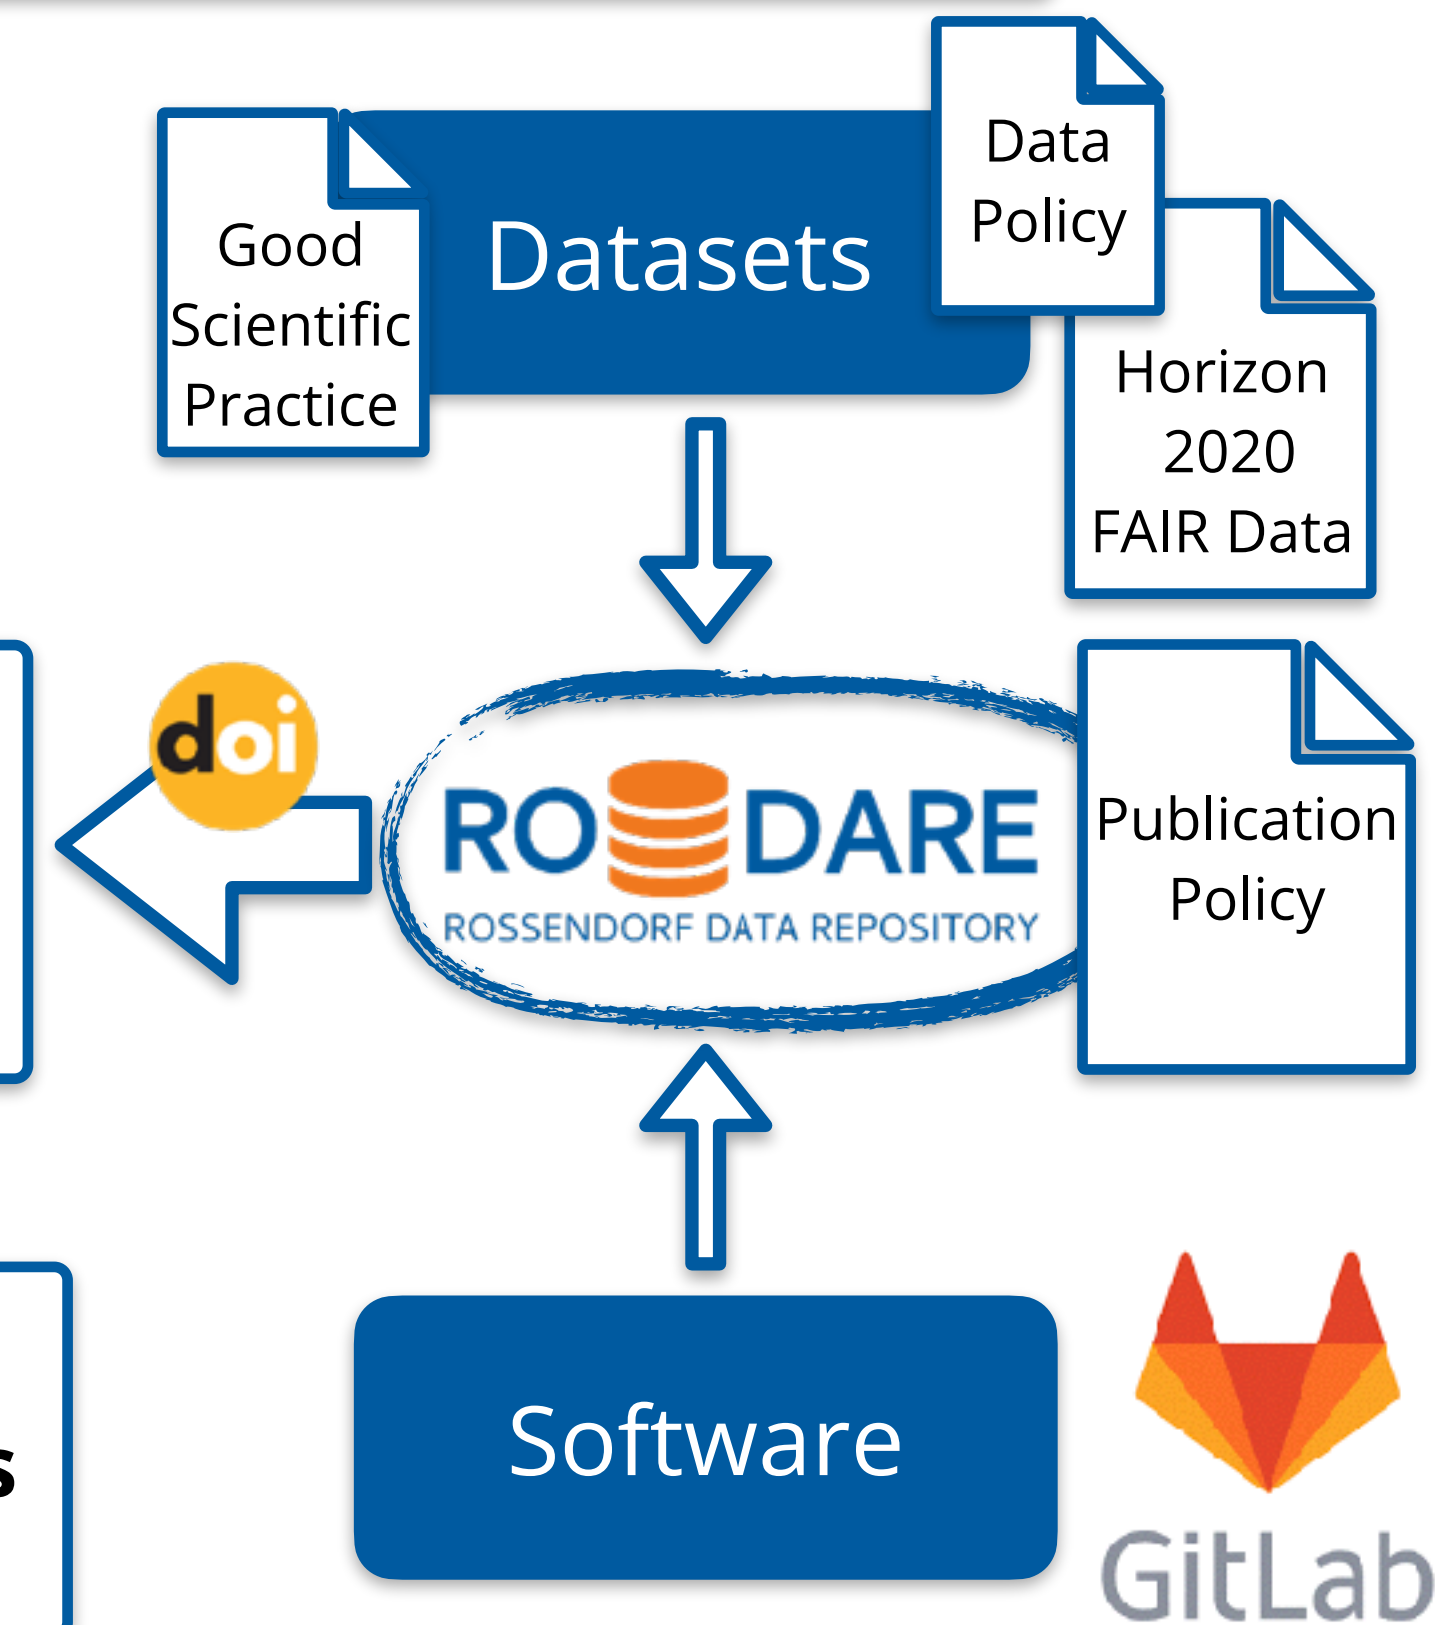 Data
Policy
Good
Scientific
Practice
Datasets
Horizon
2020
FAIR Data
doi
RODARE
ROSSENDORF DATA REPOSITORY
Publication
Policy
Software
s
GitLab